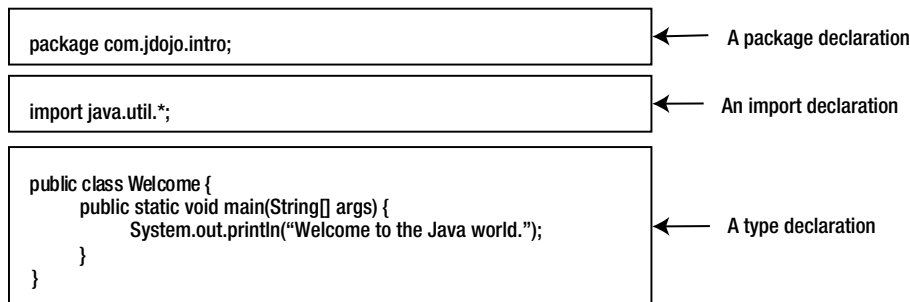 package com.jdojo.intro;
A package declaration
import java.util.*;
An import declaration
public class Welcome {
public static void main(String[] args) {
System.out.println(“Welcome to the Java world.”);
}
}
A type declaration